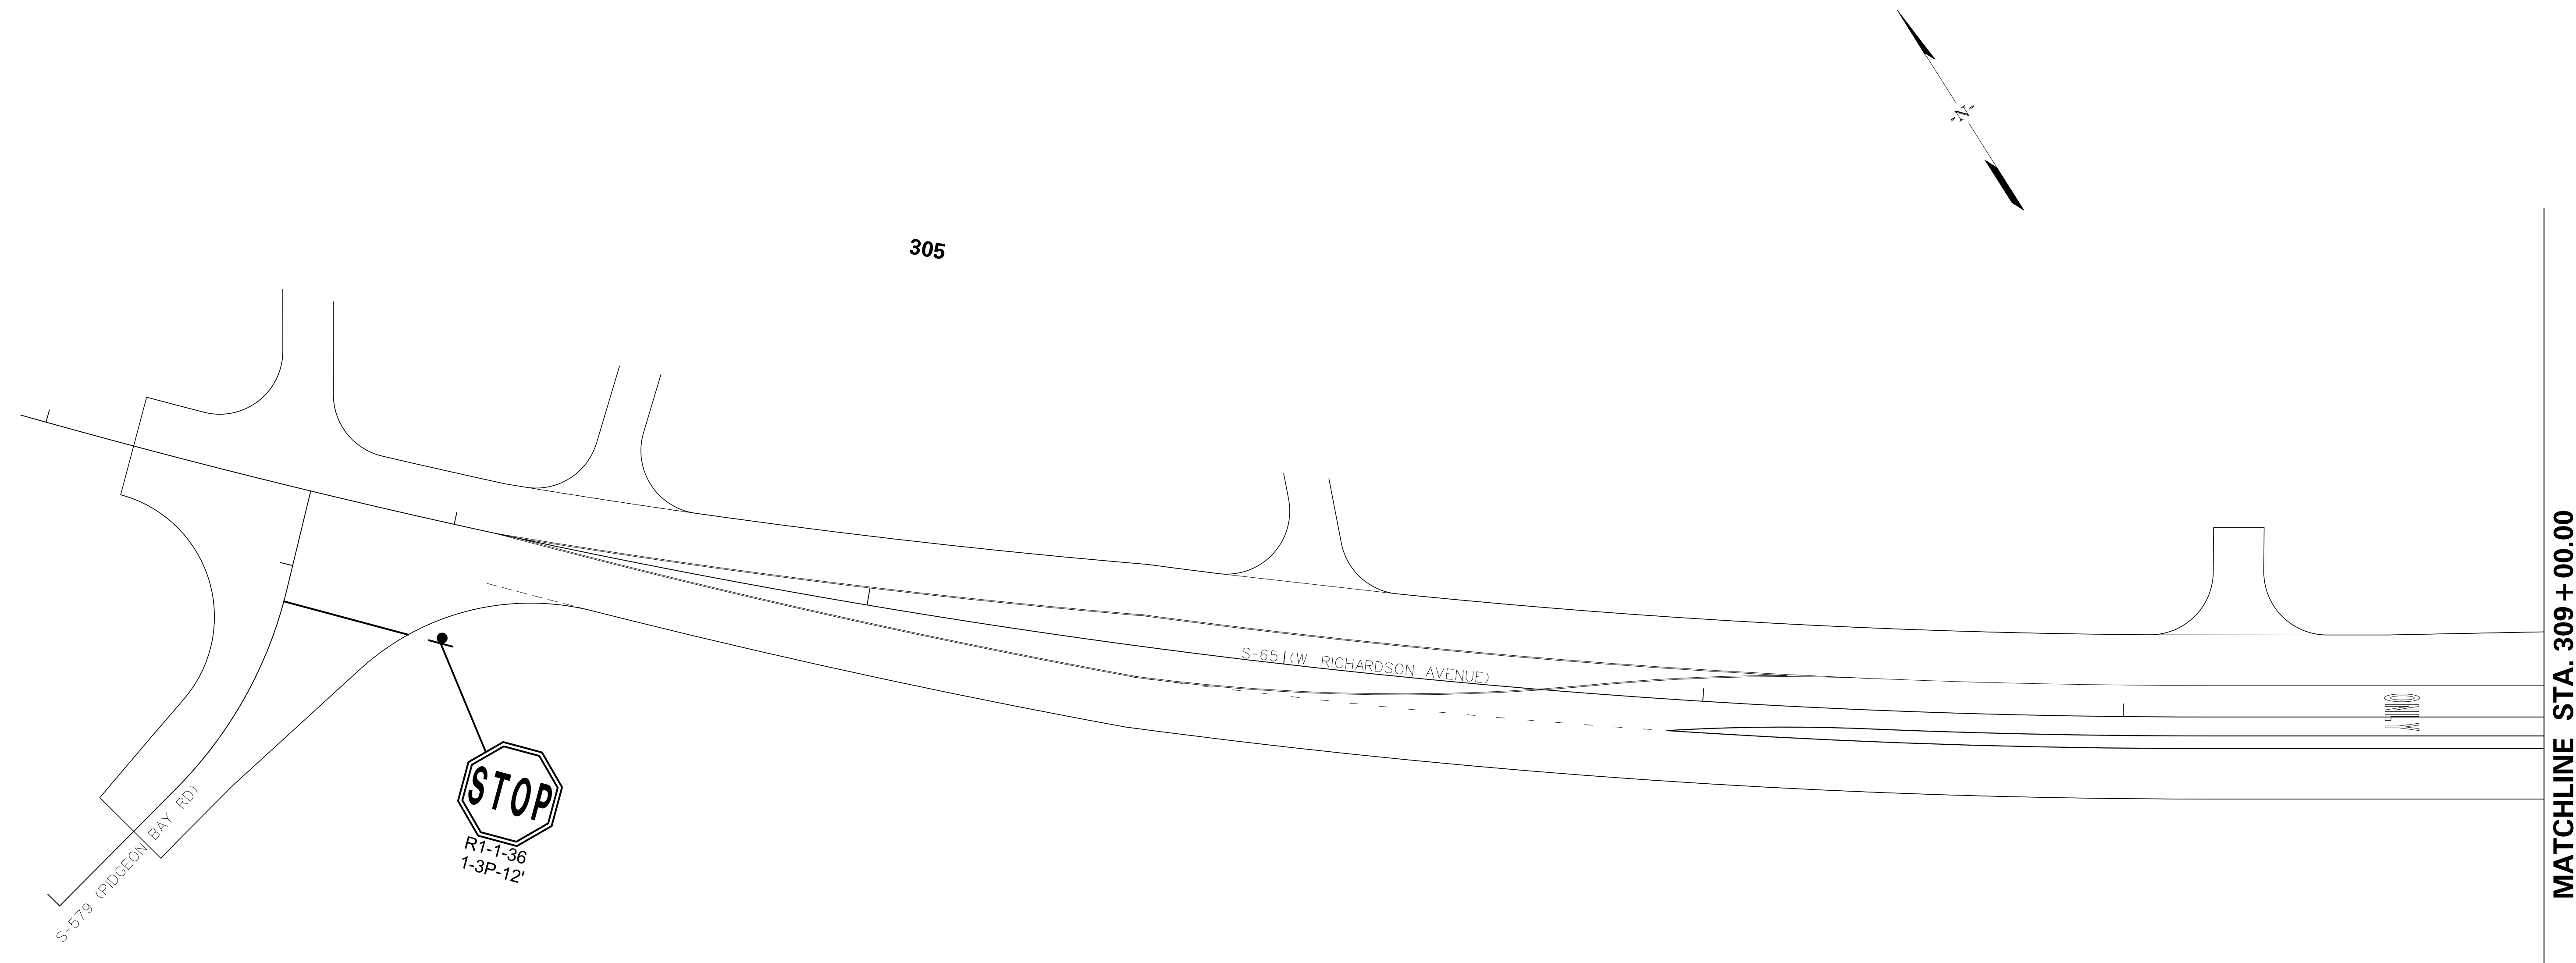 -N-
305
S-65 (W RICHARDSON AVENUE)
ONLY
MATCHLINE STA. 309+00.00
STOP
R1-1-36
1-3P-12'
S-579 (PIDGEON BAY RD)